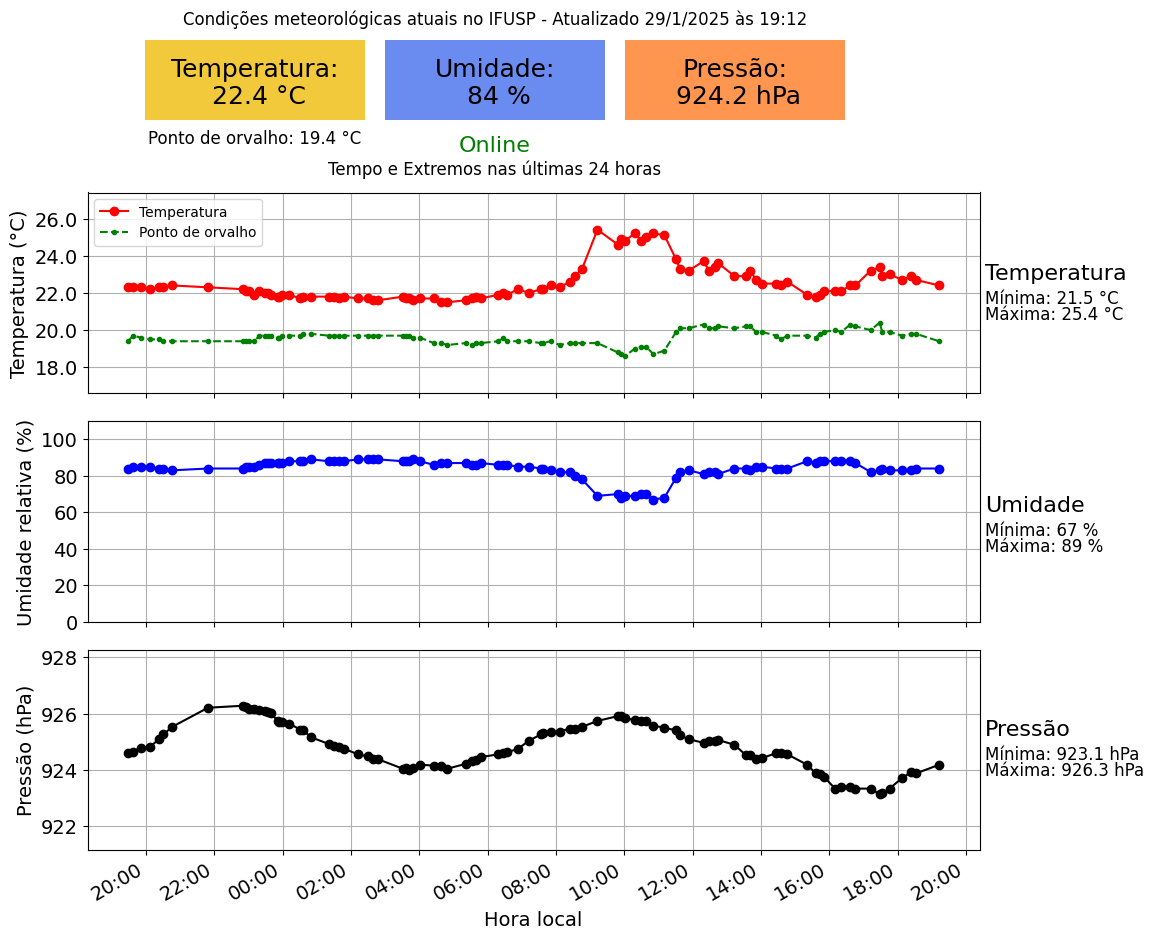 Condições meteorológicas atuais no IFUSP - Atualizado 29/1/2025 às 19:12
Temperatura:
22.4 °C
Umidade:
84 %
Pressão:
924.2 hPa
Ponto de orvalho: 19.4 °C
Online
Tempo e Extremos nas últimas 24 horas
Temperatura (°C)
26.0
24.0
22.0
20.0
18.0
Temperatura
Ponto de orvalho
Temperatura
Mínima: 21.5 °C
Máxima: 25.4 °C
Umidade relativa (%)
100
80
60
40
20
0
Umidade
Mínima: 67 %
Máxima: 89 %
Pressão (hPa)
928
926
924
922
Pressão
Mínima: 923.1 hPa
Máxima: 926.3 hPa
20:00
22:00
00:00
02:00
04:00
06:00
08:00
10:00
12:00
14:00
16:00
18:00
20:00
Hora local